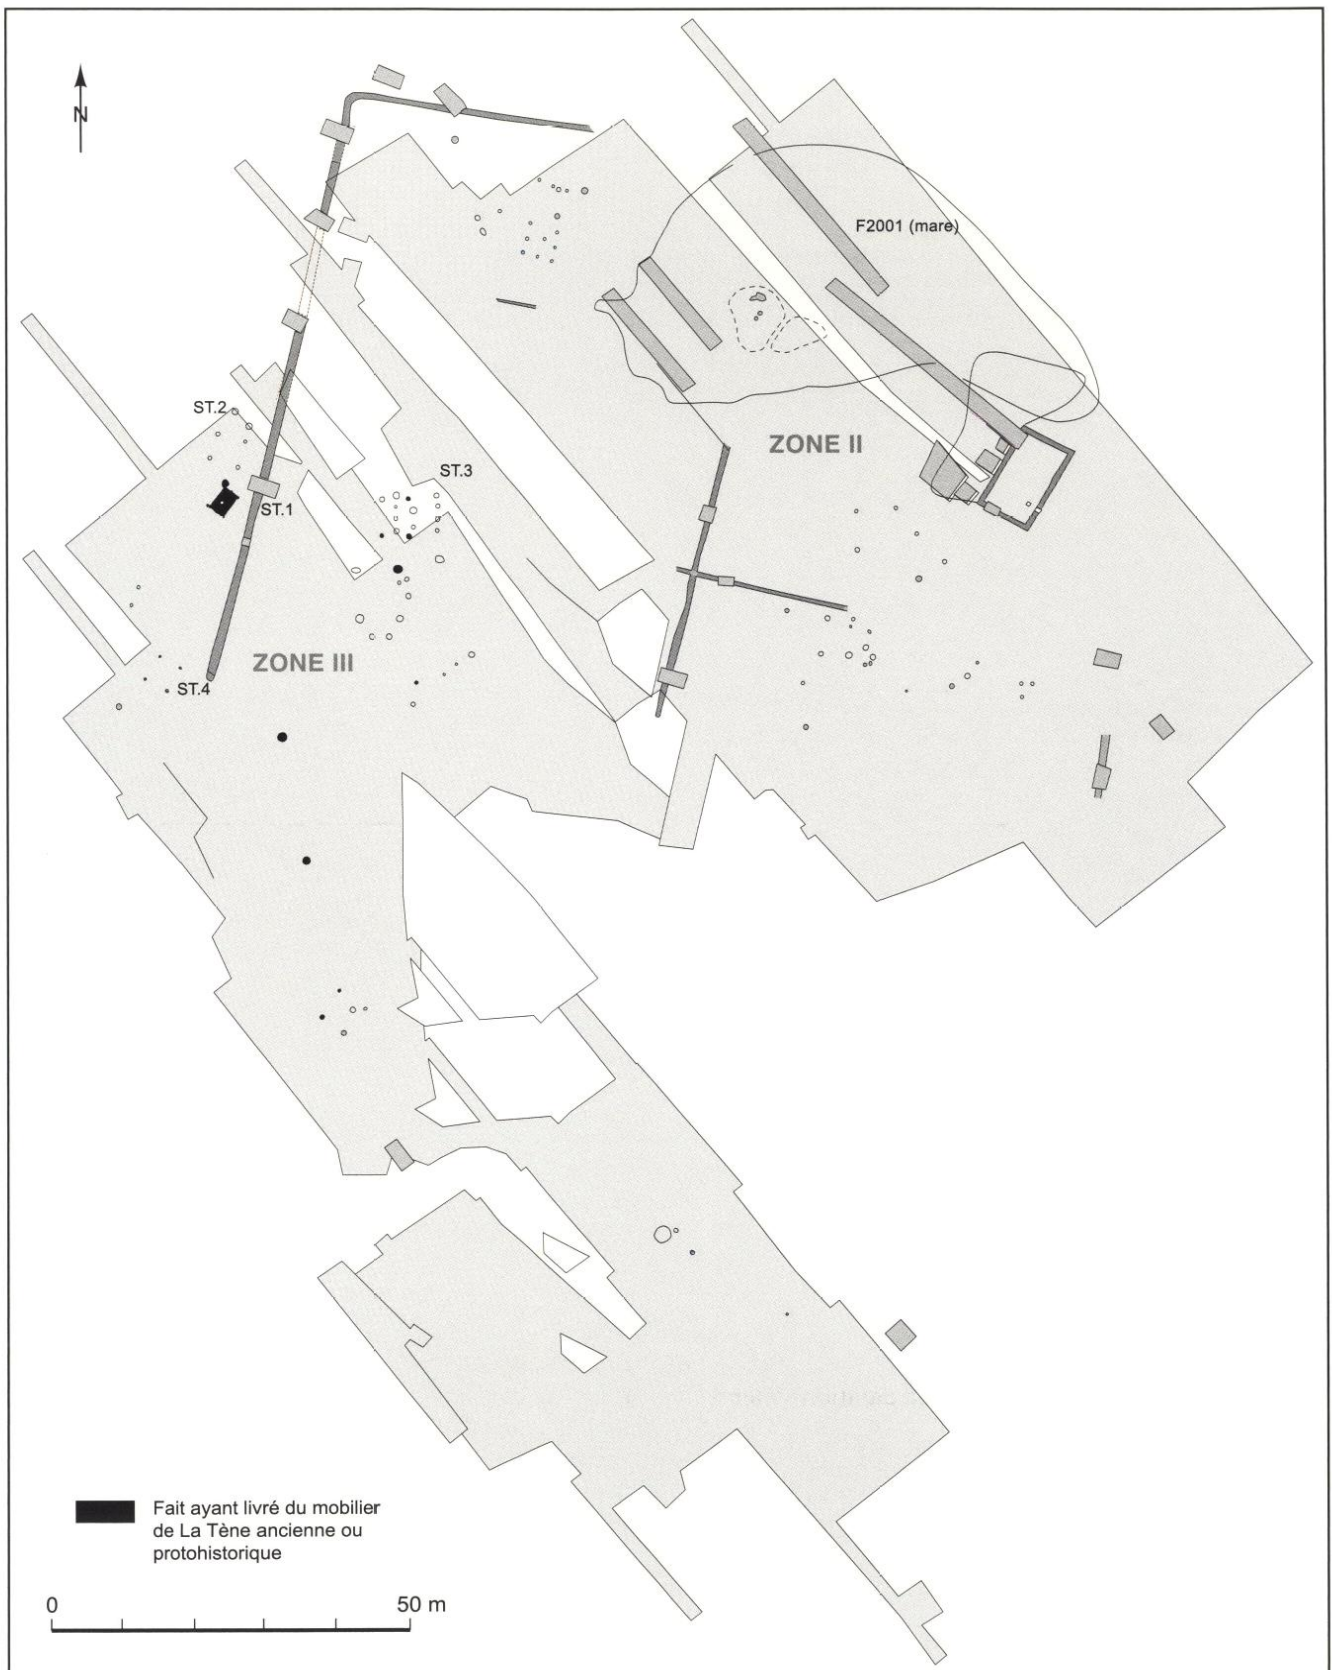 N
F2001 (mare)
ST.2
ZONE II
ST.3
ST.1
ZONE III
ST.4
Fait ayant livré du mobilier
de La Tène ancienne ou
protohistorique
0 50 m